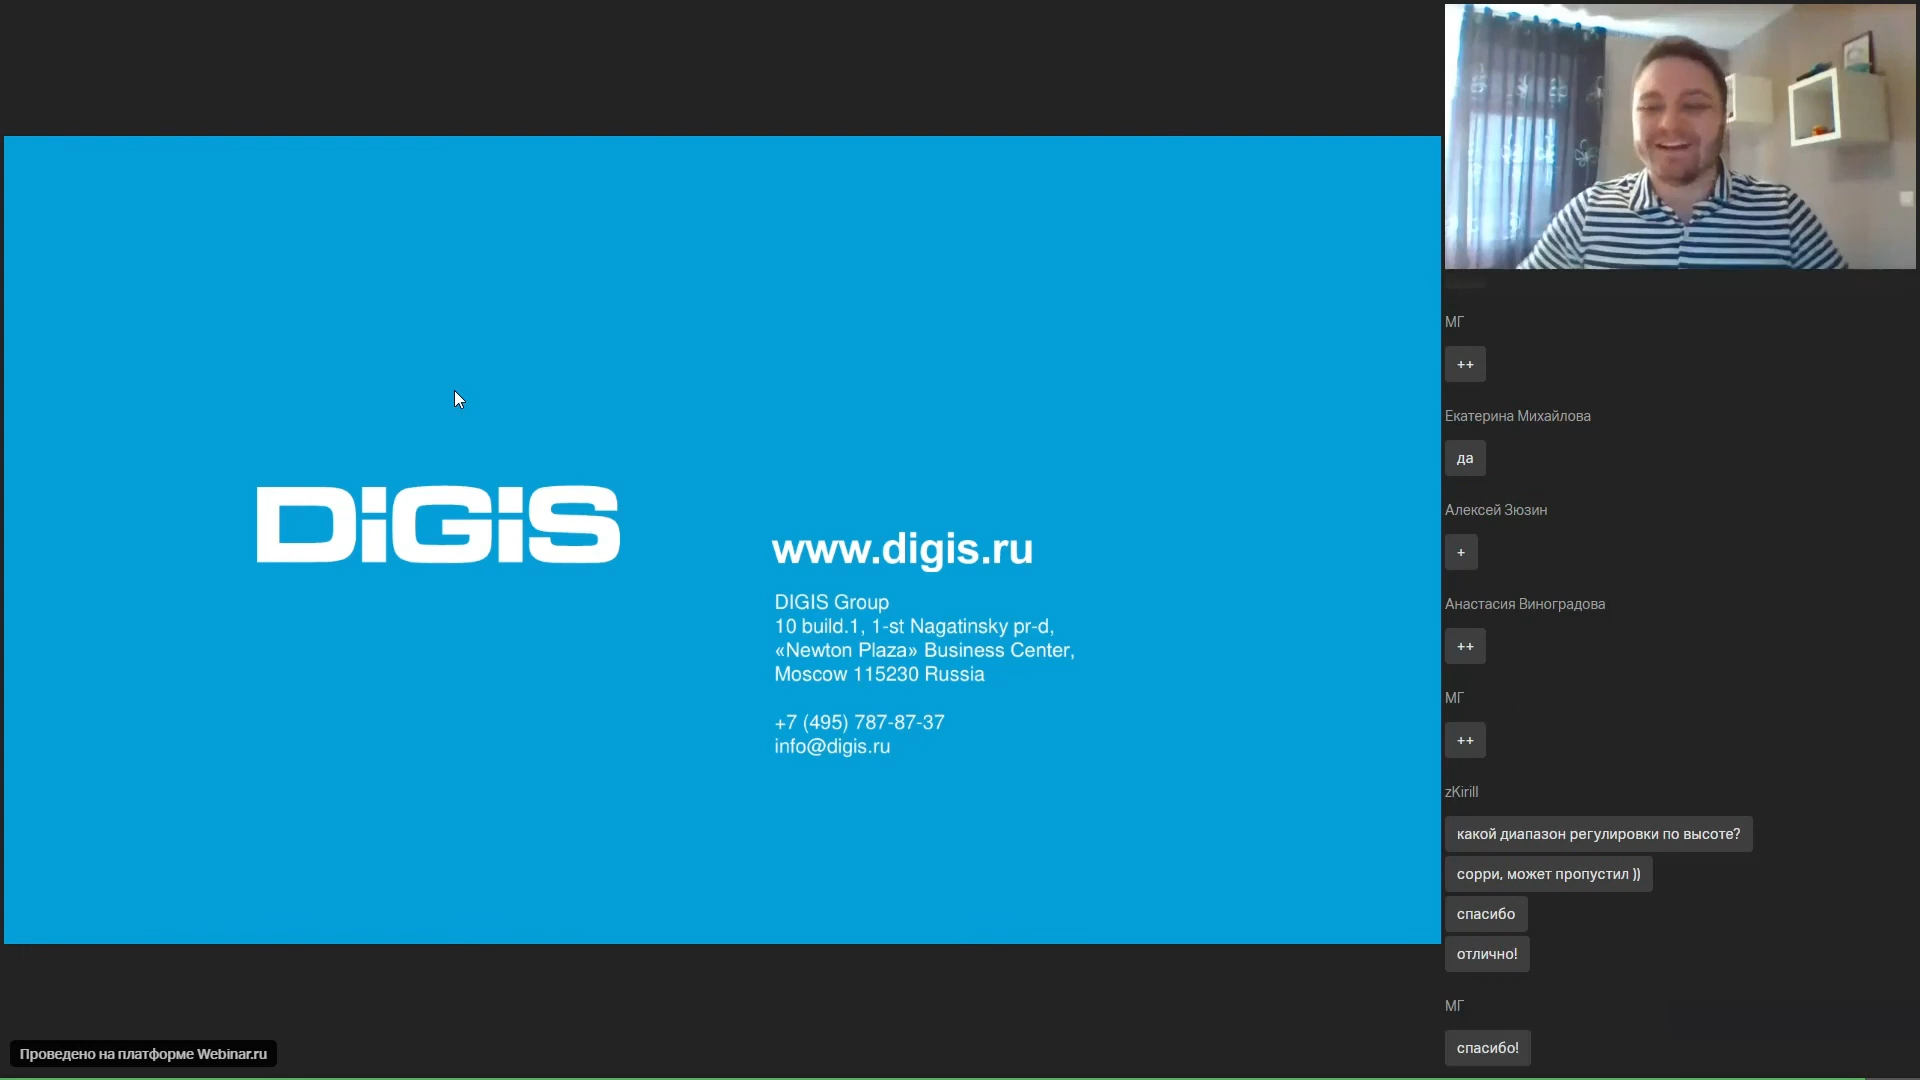 DiGiS
www.digis.ru
DIGIS Group
10 build.1, 1-st Nagatinsky pr-d,
«Newton Plaza» Business Center,
Moscow 115230 Russia
+7 (495) 787-87-37
info@digis.ru
Проведено на платформе Webinar.ru
МГ
++
Екатерина Михайлова
да
Алексей Зюзин
+
Анастасия Виноградова
++
МГ
++
zKirill
какой диапазон регулировки по высоте?
сорри, может пропустил ))
спасибо
отлично!
МГ
спасибо!